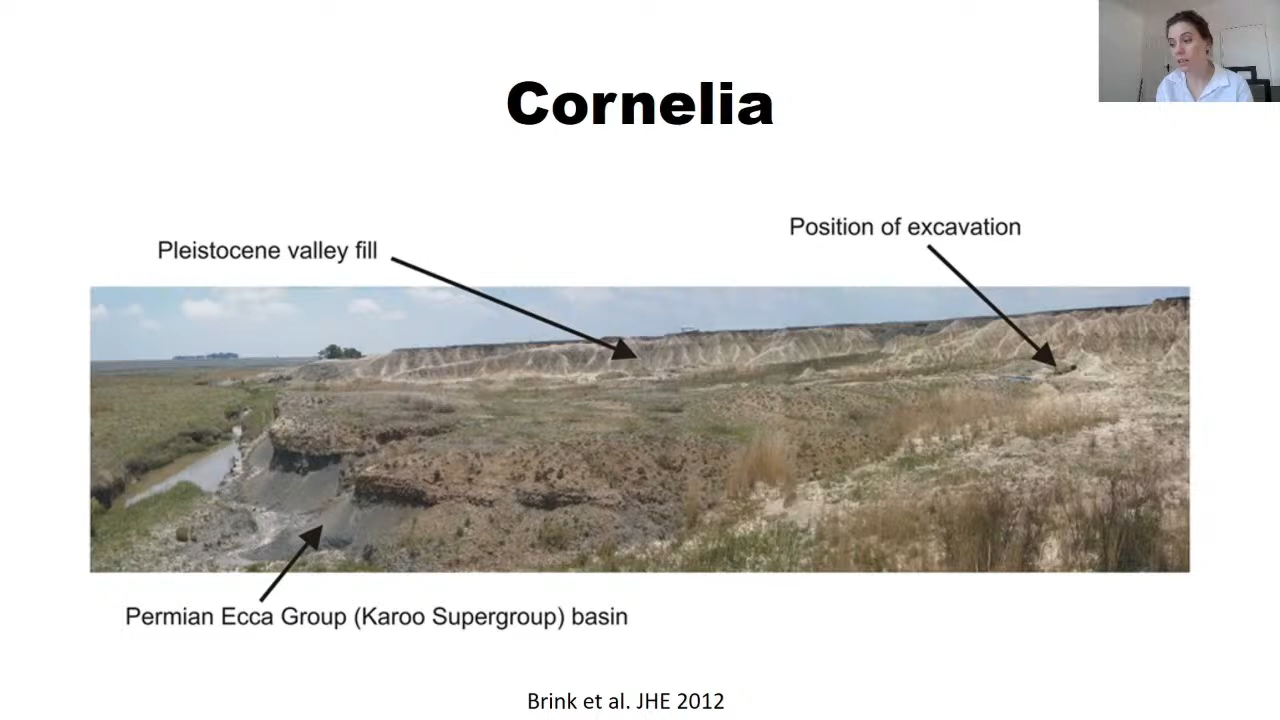 Cornelia
Position of excavation
Pleistocene valley fill
Permian Ecca Group (Karoo Supergroup) basin
Brink et al. JHE 2012